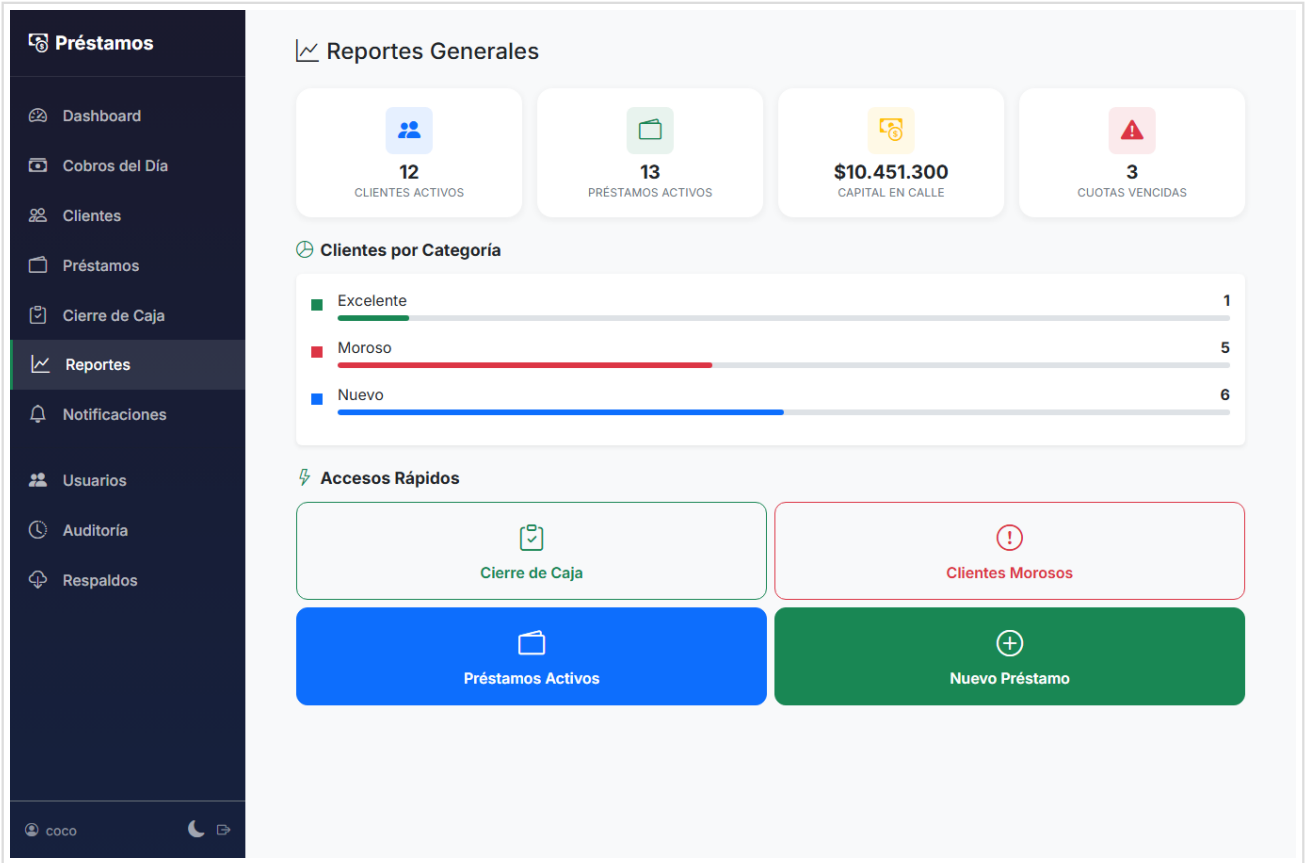 Préstamos
Dashboard
Cobros del Día
Clientes
Préstamos
Cierre de Caja
Reportes
Notificaciones
Usuarios
Auditoría
Respaldos
coco
Reportes Generales
12
CLIENTES ACTIVOS
13
PRÉSTAMOS ACTIVOS
$10.451.300
CAPITAL EN CALLE
3
CUOTAS VENCIDAS
Clientes por Categoría
Excelente 1
Moroso 5
Nuevo 6
Accesos Rápidos
Cierre de Caja
Clientes Morosos
Préstamos Activos
Nuevo Préstamo